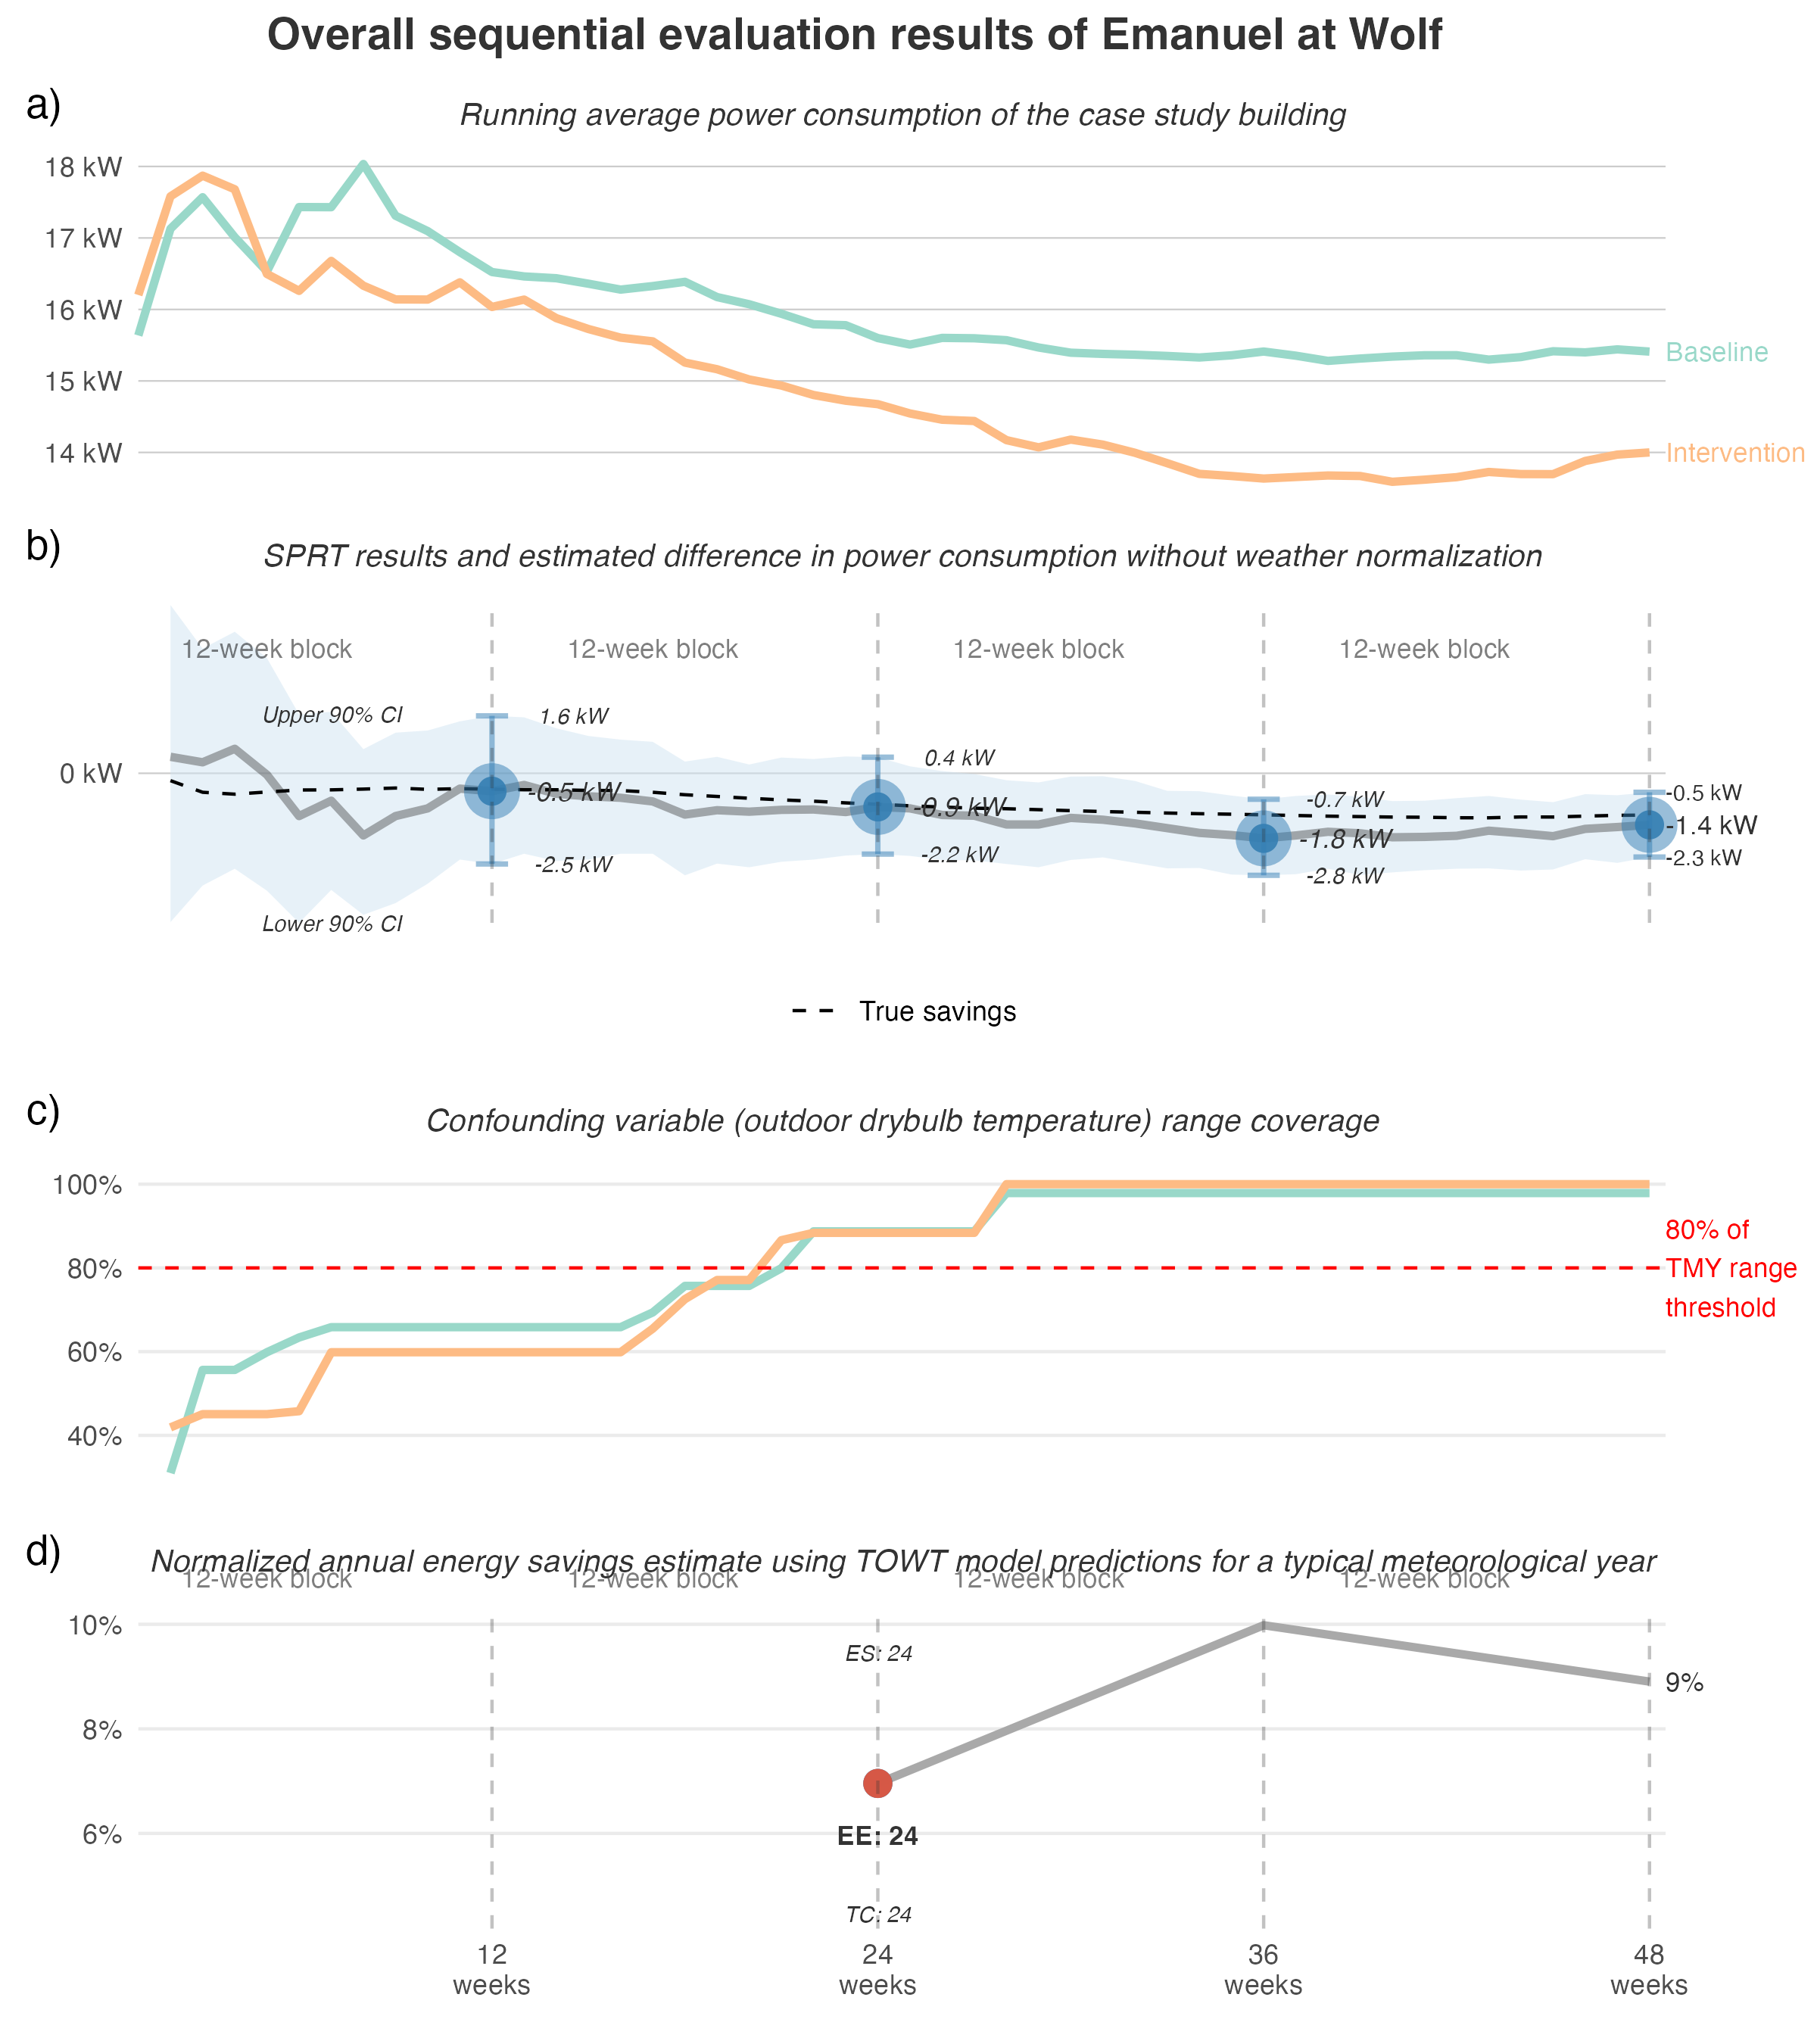 Overall sequential evaluation results of Emanuel at Wolf
a)
Running average power consumption of the case study building
18 kW
17 kW
16 kW
15 kW
14 kW
Baseline
Intervention
b)
SPRT results and estimated difference in power consumption without weather normalization
12-week block
12-week block
12-week block
12-week block
Upper 90% CI
1.6 kW
0.4 kW
-0.7 kW
-0.5 kW
0 kW
-0.5 kW
-0.9 kW
-1.8 kW
-1.4 kW
-2.5 kW
-2.2 kW
-2.8 kW
-2.3 kW
Lower 90% CI
True savings
c)
Confounding variable (outdoor drybulb temperature) range coverage
100%
80%
60%
40%
80% of
TMY range
threshold
d)
Normalized annual energy savings estimate using TOWT model predictions for a typical meteorological year
12-week block
12-week block
12-week block
12-week block
10%
8%
6%
ES: 24
9%
EE: 24
TC: 24
12
weeks
24
weeks
36
weeks
48
weeks